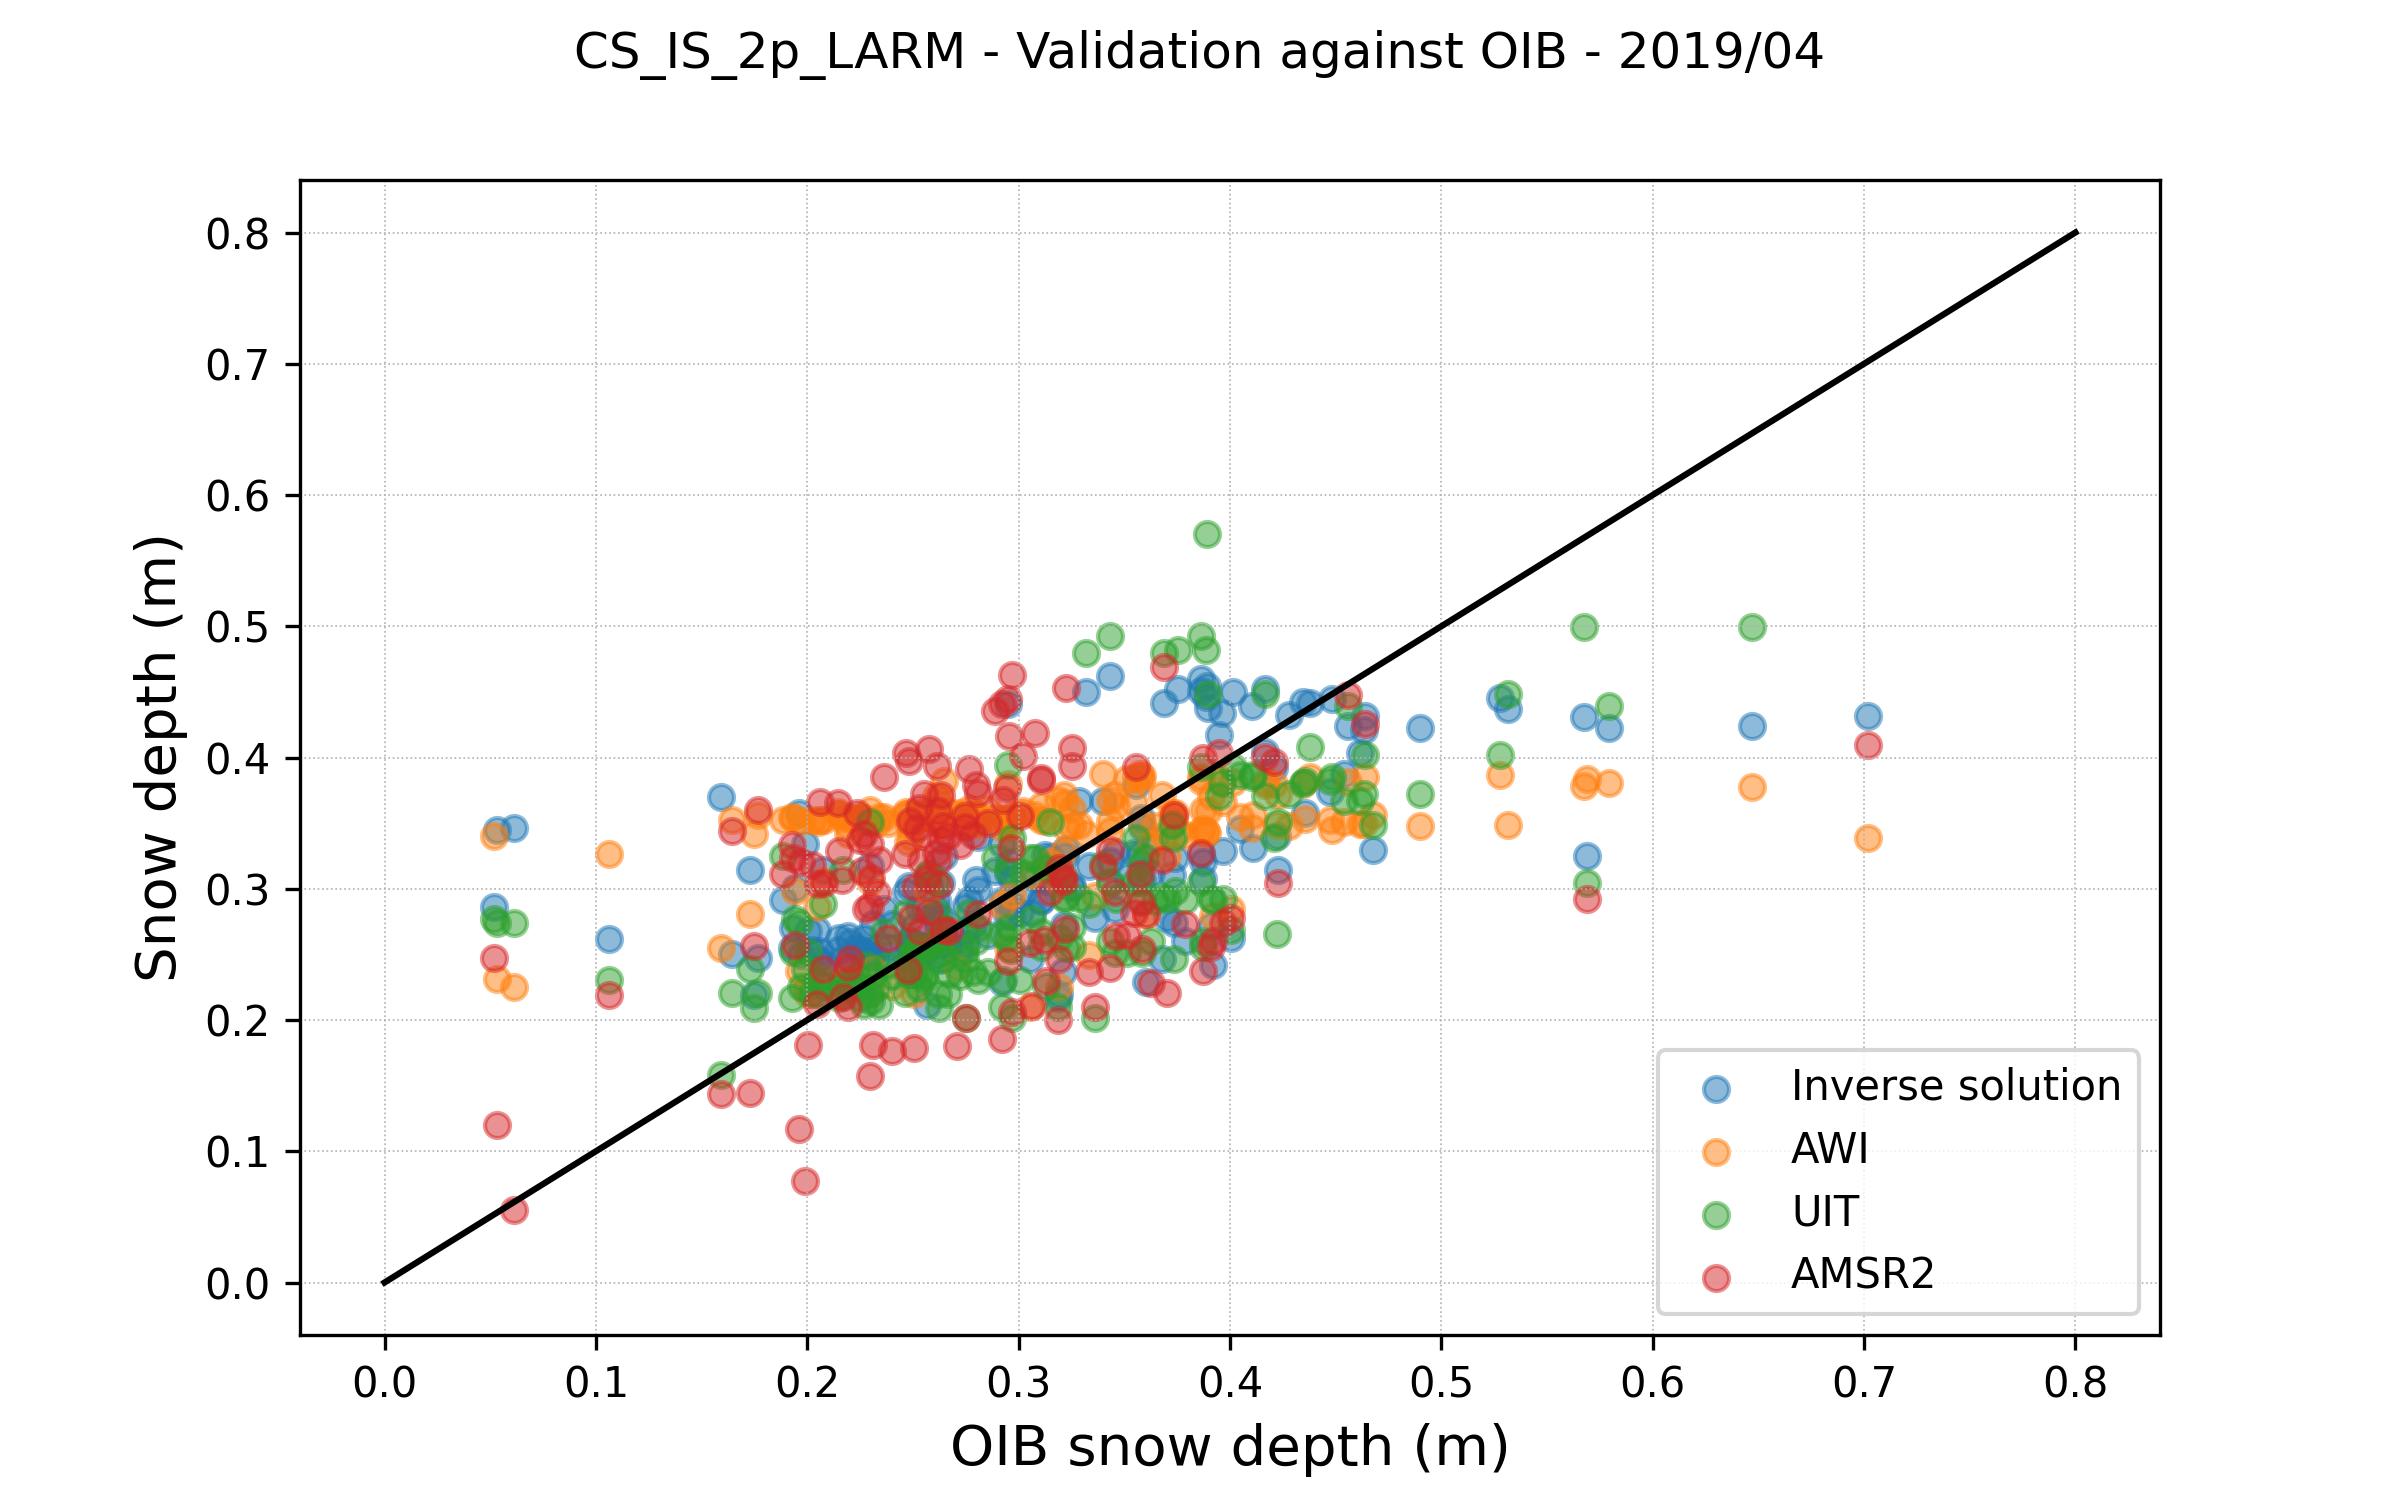 CS_IS_2p_LARM - Validation against OIB - 2019/04
Snow depth (m)
0.8
0.7
0.6
0.5
0.4
0.3
0.2
0.1
0.0
Inverse solution
AWI
UIT
AMSR2
0.0 0.1 0.2 0.3 0.4 0.5 0.6 0.7 0.8
OIB snow depth (m)